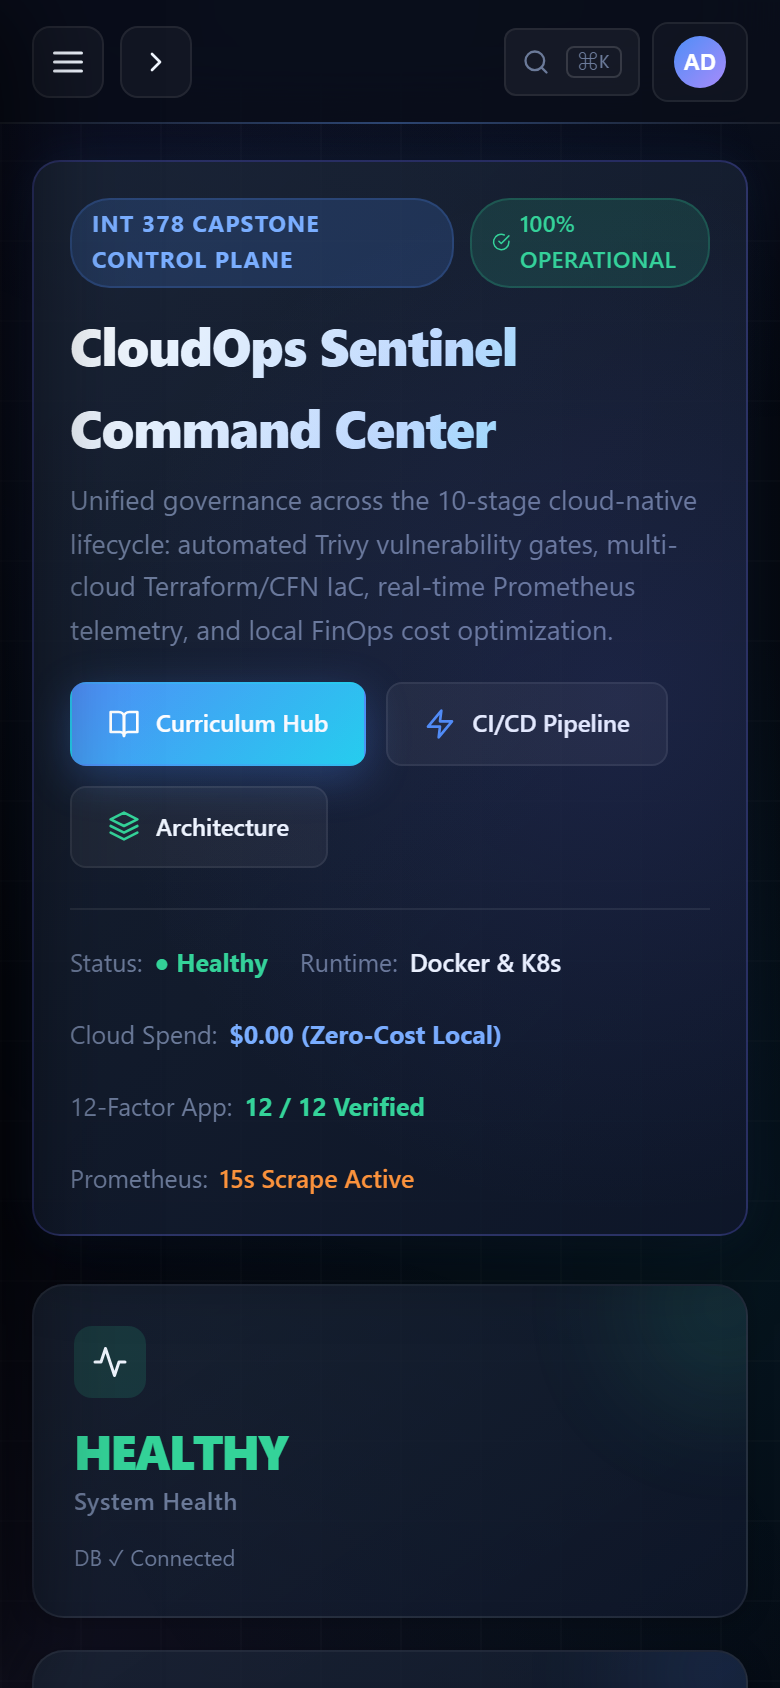 ⌘K
AD
INT 378 CAPSTONE
CONTROL PLANE
100%
OPERATIONAL
CloudOps Sentinel
Command Center
Unified governance across the 10-stage cloud-native
lifecycle: automated Trivy vulnerability gates, multi-
cloud Terraform/CFN IaC, real-time Prometheus
telemetry, and local FinOps cost optimization.
Curriculum Hub
CI/CD Pipeline
Architecture
Status: ● Healthy Runtime: Docker & K8s
Cloud Spend: $0.00 (Zero-Cost Local)
12-Factor App: 12 / 12 Verified
Prometheus: 15s Scrape Active
HEALTHY
System Health
DB ✓ Connected